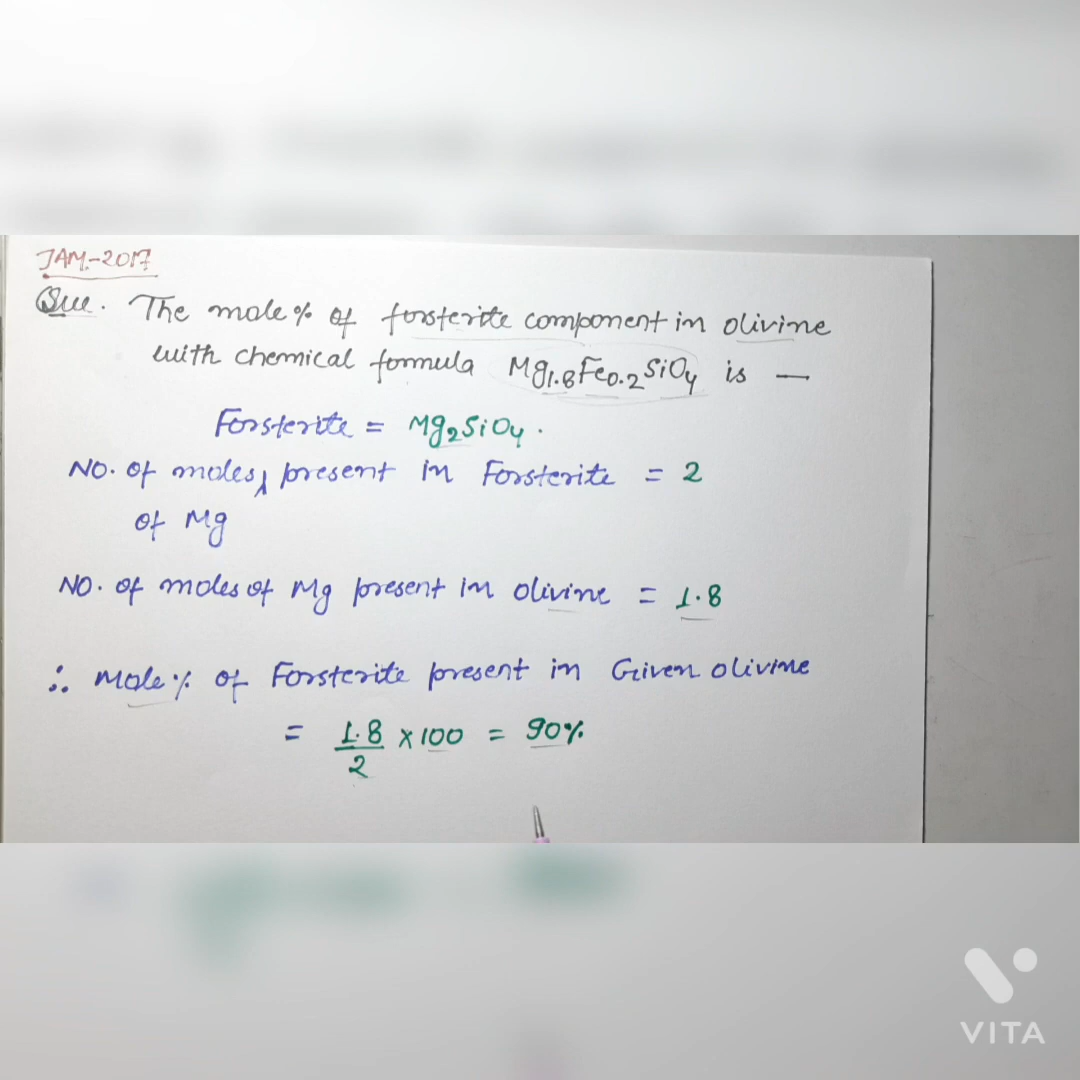 JAM-2017
Que. The mole% of forsterite component in olivine
with chemical formula Mg1.8Fe0.2SiO4 is —
Forsterite = Mg2SiO4.
NO. of moles, present in Forsterite = 2
of Mg
NO. of moles of Mg present in olivine = 1.8
∴ Mole% of Forsterite present in Given olivine
= 1.8/2 × 100 = 90%
VITA